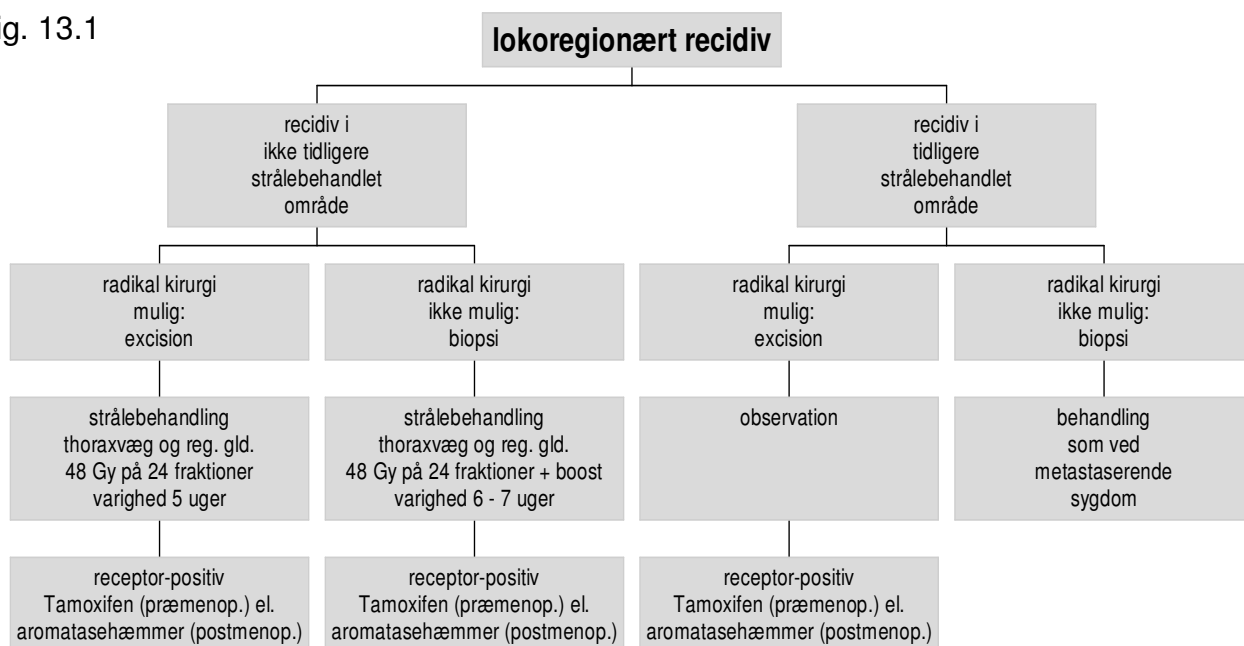 ig. 13.1
lokoregionært recidiv
recidiv i
ikke tidligere
strålebehandlet
område
recidiv i
tidligere
strålebehandlet
område
radikal kirurgi
mulig:
excision
radikal kirurgi
ikke mulig:
biopsi
radikal kirurgi
mulig:
excision
radikal kirurgi
ikke mulig:
biopsi
strålebehandling
thoraxvæg og reg. gld.
48 Gy på 24 fraktioner
varighed 5 uger
strålebehandling
thoraxvæg og reg. gld.
48 Gy på 24 fraktioner + boost
varighed 6 - 7 uger
observation
behandling
som ved
metastaserende
sygdom
receptor-positiv
Tamoxifen (præmenop.) el.
aromatasehæmmer (postmenop.)
receptor-positiv
Tamoxifen (præmenop.) el.
aromatasehæmmer (postmenop.)
receptor-positiv
Tamoxifen (præmenop.) el.
aromatasehæmmer (postmenop.)